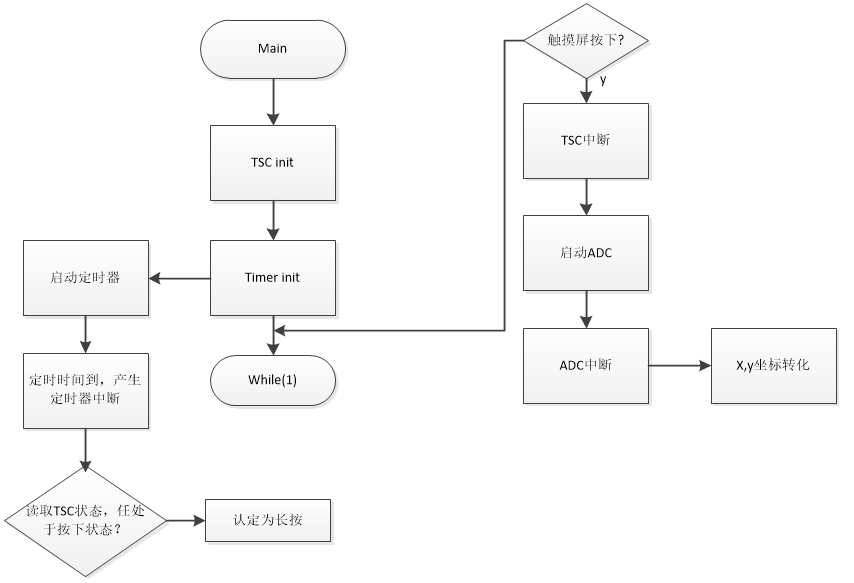 Main
TSC init
Timer init
While(1)
启动定时器
定时时间到，产生
定时器中断
读取TSC状态，任处
于按下状态？
认定为长按
触摸屏按下?
y
TSC中断
启动ADC
ADC中断
X,y坐标转化